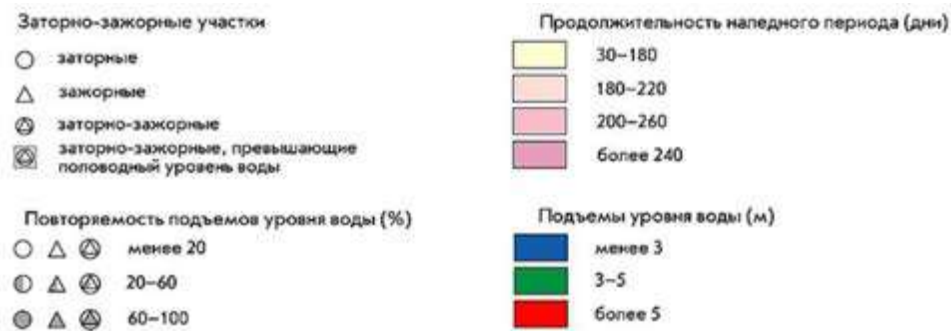 Заторно-зажорные участки
заторные
зажорные
заторно-зажорные
заторно-зажорные, превышающие
половодный уровень воды
Повторяемость подъемов уровня воды (%)
менее 20
20–60
60–100
Продолжительность наледного периода (дни)
30–180
180–220
200–260
более 240
Подъемы уровня воды (м)
менее 3
3–5
более 5